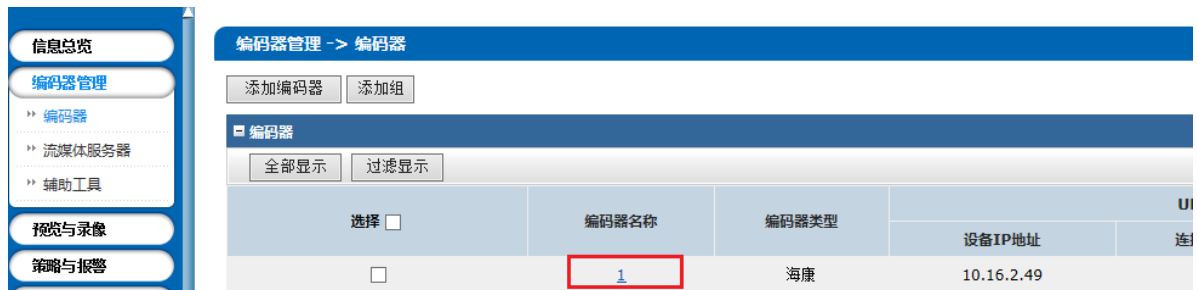 信息总览
编码器管理
编码器
流媒体服务器
辅助工具
预览与录像
策略与报警
编码器管理 -> 编码器
添加编码器 添加组
编码器
全部显示 过滤显示
选择 编码器名称 编码器类型
设备IP地址
1 海康 10.16.2.49